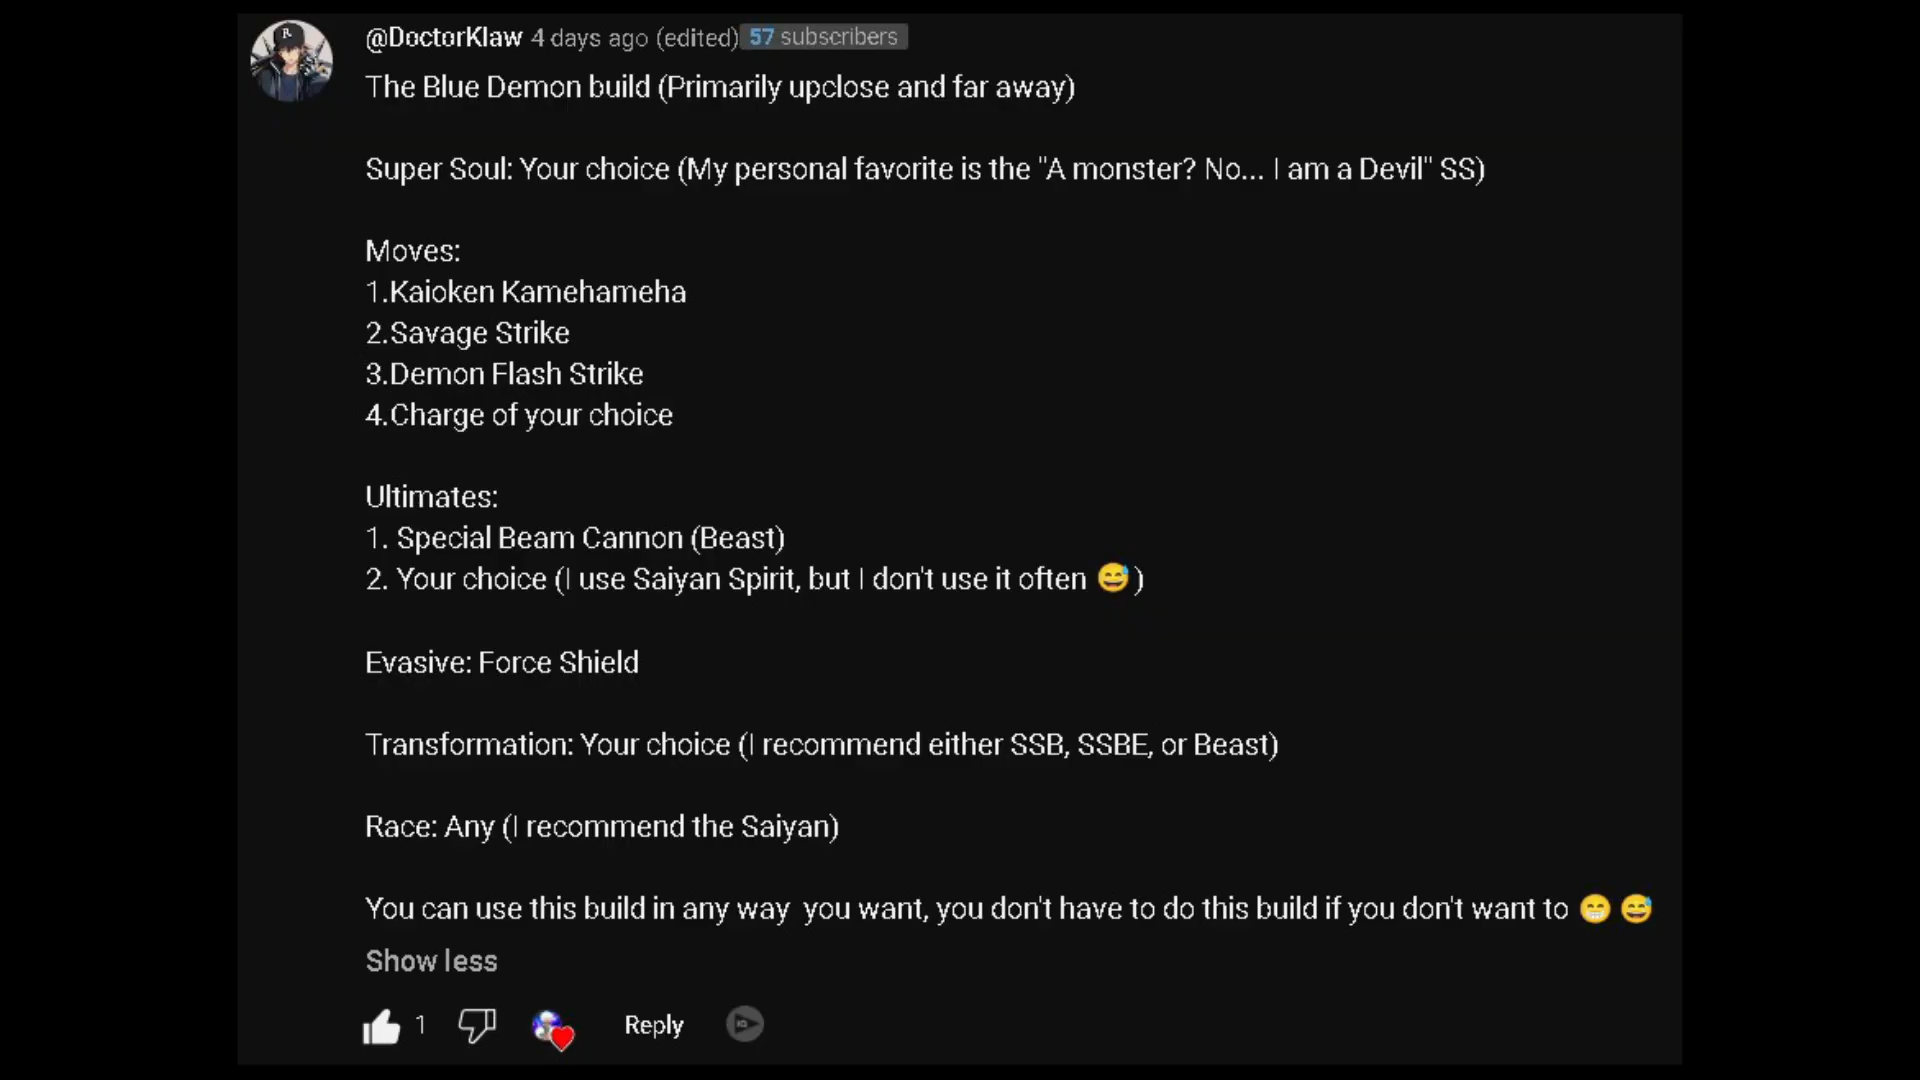 @DoctorKlaw 4 days ago (edited) 57 subscribers
The Blue Demon build (Primarily upclose and far away)
Super Soul: Your choice (My personal favorite is the "A monster? No... I am a Devil" SS)
Moves:
1.Kaioken Kamehameha
2.Savage Strike
3.Demon Flash Strike
4.Charge of your choice
Ultimates:
1. Special Beam Cannon (Beast)
2. Your choice (I use Saiyan Spirit, but I don't use it often 😅)
Evasive: Force Shield
Transformation: Your choice (I recommend either SSB, SSBE, or Beast)
Race: Any (I recommend the Saiyan)
You can use this build in any way you want, you don't have to do this build if you don't want to 😁 😅
Show less
1 Reply